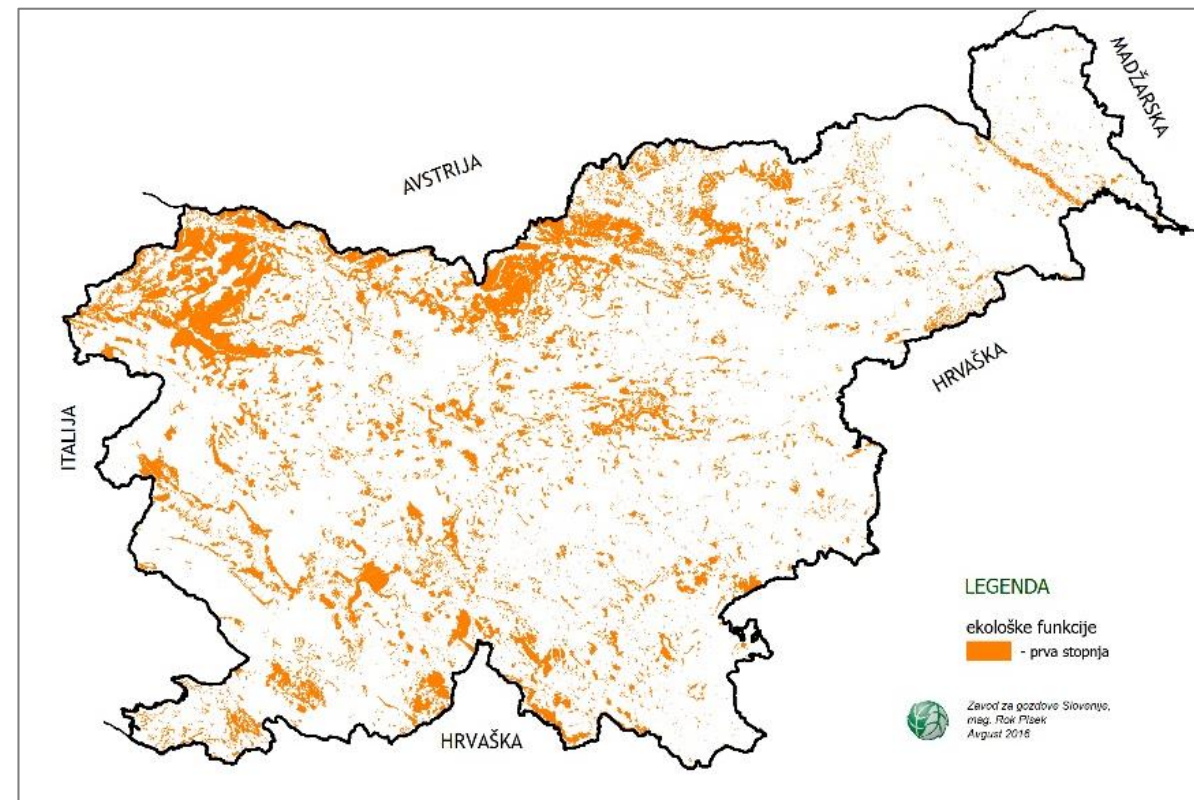 MADŽARSKA
AVSTRIJA
ITALIJA
HRVAŠKA
HRVAŠKA
LEGENDA
ekološke funkcije
- prva stopnja
Zavod za gozdove Slovenije,
mag. Rok Pisek
Avgust 2016